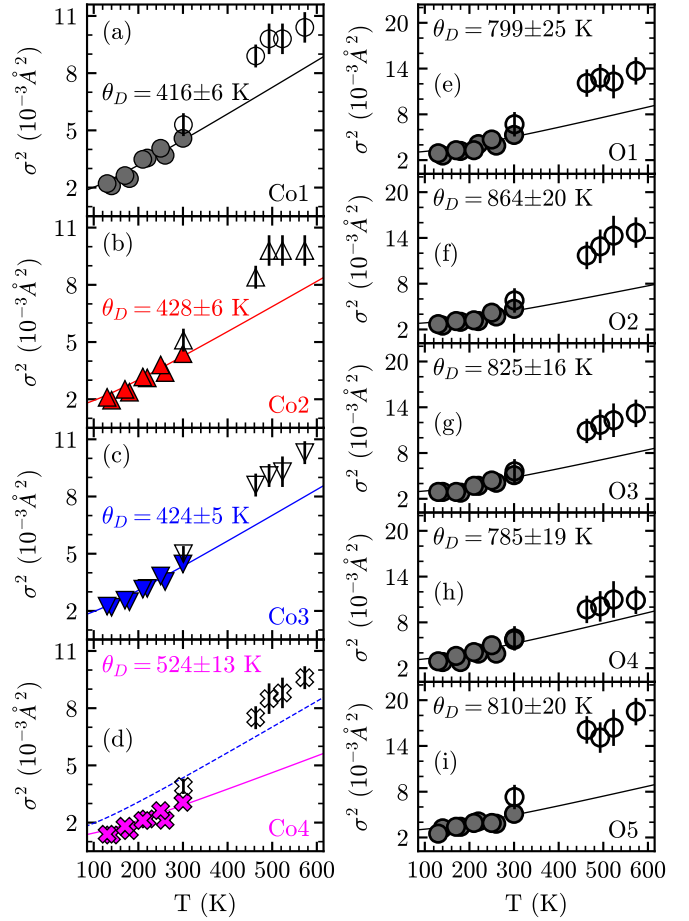 (a)
θ_D = 416±6 K
Co1
σ² (10⁻³Å²)
2
5
8
11
(b)
θ_D = 428±6 K
Co2
σ² (10⁻³Å²)
2
5
8
11
(c)
θ_D = 424±5 K
Co3
σ² (10⁻³Å²)
2
5
8
11
(d)
θ_D = 524±13 K
Co4
σ² (10⁻³Å²)
2
5
8
11
100 200 300 400 500 600
T (K)
θ_D = 799±25 K
(e)
O1
σ² (10⁻³Å²)
2
8
14
20
θ_D = 864±20 K
(f)
O2
σ² (10⁻³Å²)
2
8
14
20
θ_D = 825±16 K
(g)
O3
σ² (10⁻³Å²)
2
8
14
20
θ_D = 785±19 K
(h)
O4
σ² (10⁻³Å²)
2
8
14
20
θ_D = 810±20 K
(i)
O5
σ² (10⁻³Å²)
2
8
14
20
100 200 300 400 500 600
T (K)